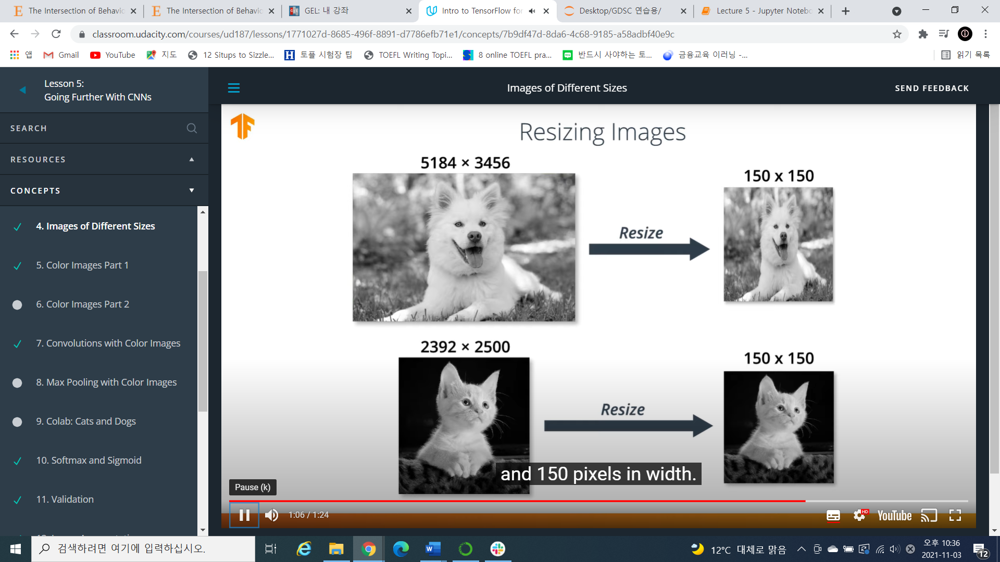 The Intersection of Behavio
The Intersection of Behavio
GEL: 내 강좌
Intro to TensorFlow for
Desktop/GDSC 연습용/
Lecture 5 - Jupyter Notebo
classroom.udacity.com/courses/ud187/lessons/1771027d-8685-496f-8891-d7786efb71e1/concepts/7b9df47d-8da6-4c68-9185-a58adbf40e9c
앱
Gmail
YouTube
지도
12 Situps to Sizzle...
토플 시험장 팁
TOEFL Writing Topi...
8 online TOEFL pra...
반드시 사야하는 토...
금융교육 이러닝 -...
읽기 목록
Lesson 5:
Going Further With CNNs
Images of Different Sizes
SEND FEEDBACK
SEARCH
RESOURCES
CONCEPTS
4. Images of Different Sizes
5. Color Images Part 1
6. Color Images Part 2
7. Convolutions with Color Images
8. Max Pooling with Color Images
9. Colab: Cats and Dogs
10. Softmax and Sigmoid
11. Validation
Resizing Images
5184 × 3456
150 x 150
Resize
2392 × 2500
150 x 150
Resize
and 150 pixels in width.
Pause (k)
1:06 / 1:24
HD
YouTube
검색하려면 여기에 입력하십시오.
12°C 대체로 맑음
오후 10:36
2021-11-03
12